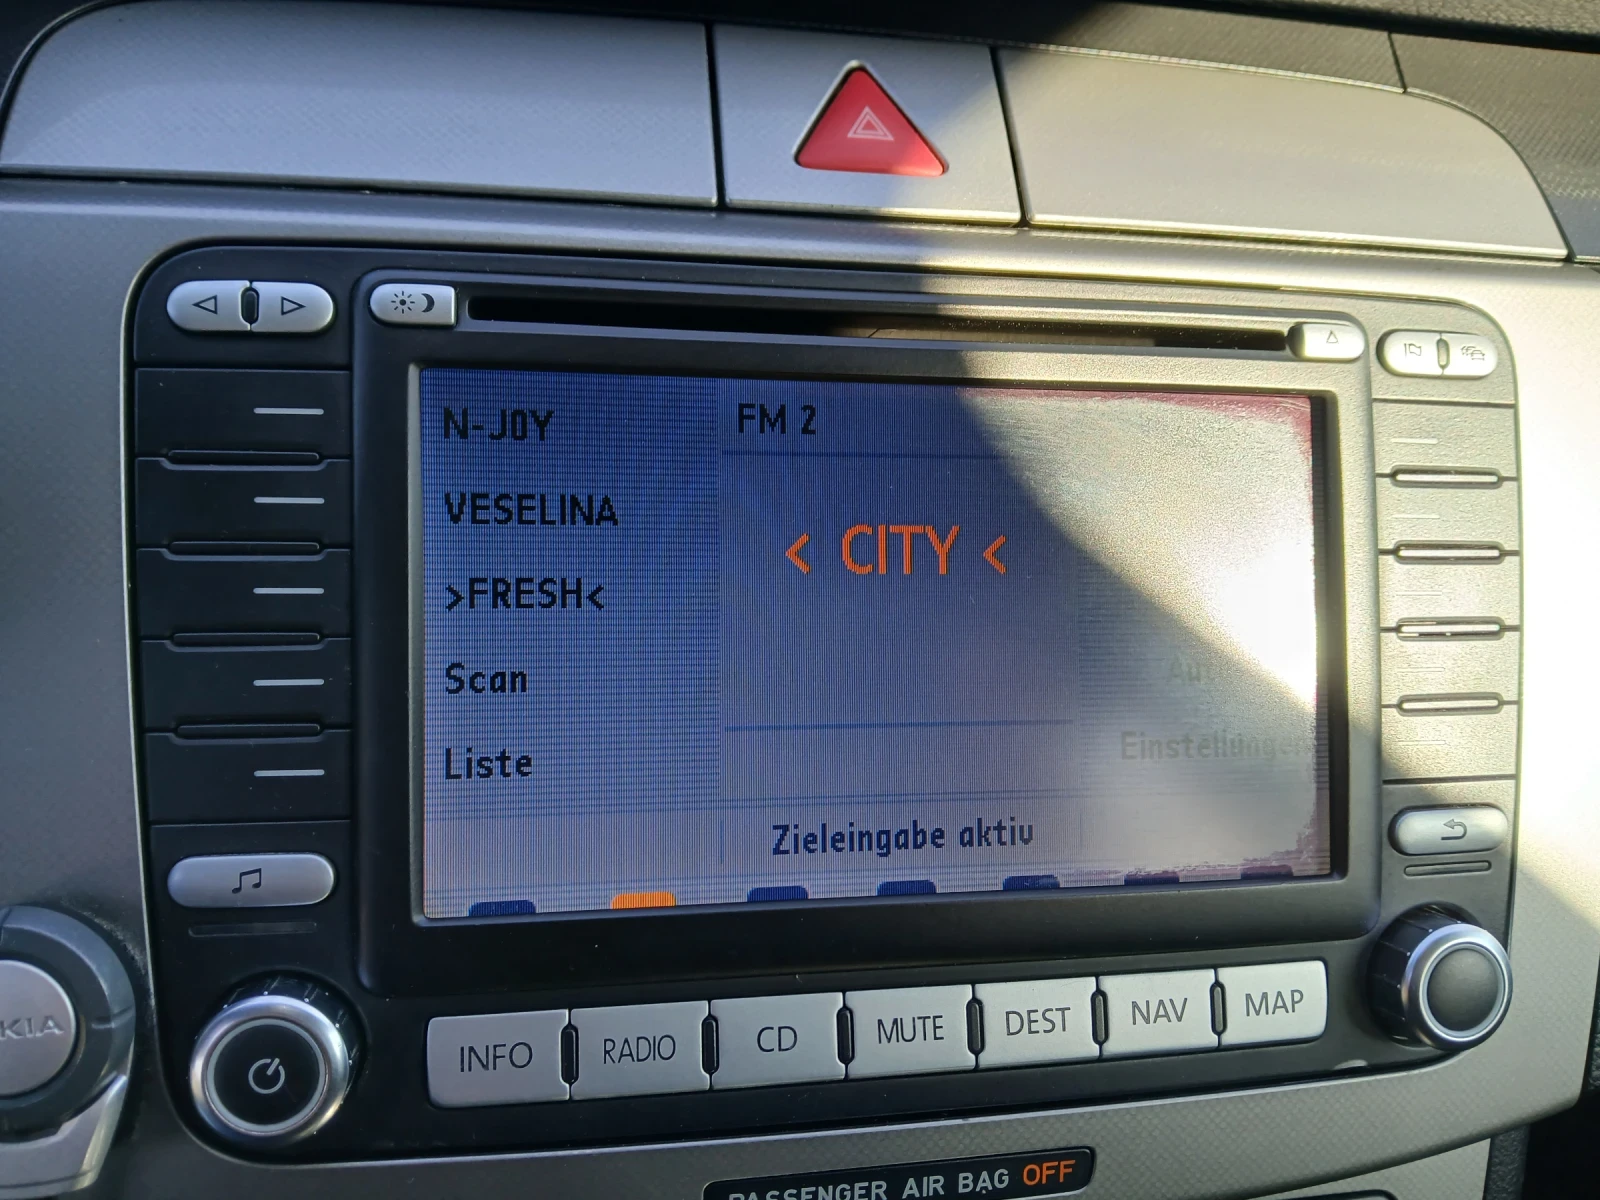 N-JOY
FM 2
VESELINA
< CITY <
>FRESH<
Scan
Liste
Einstellungen
Zieleingabe aktiv
KIA
INFO
RADIO
CD
MUTE
DEST
NAV
MAP
PASSENGER AIR BAG OFF